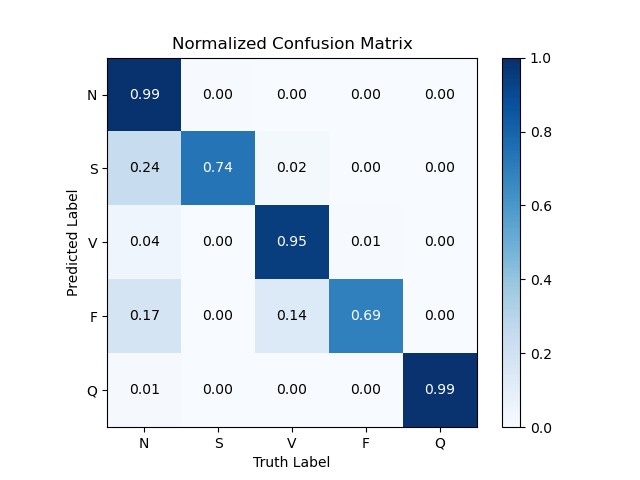 Normalized Confusion Matrix
N 0.99 0.00 0.00 0.00 0.00
S 0.24 0.74 0.02 0.00 0.00
V 0.04 0.00 0.95 0.01 0.00
F 0.17 0.00 0.14 0.69 0.00
Q 0.01 0.00 0.00 0.00 0.99
N S V F Q
Truth Label
Predicted Label
1.0
0.8
0.6
0.4
0.2
0.0